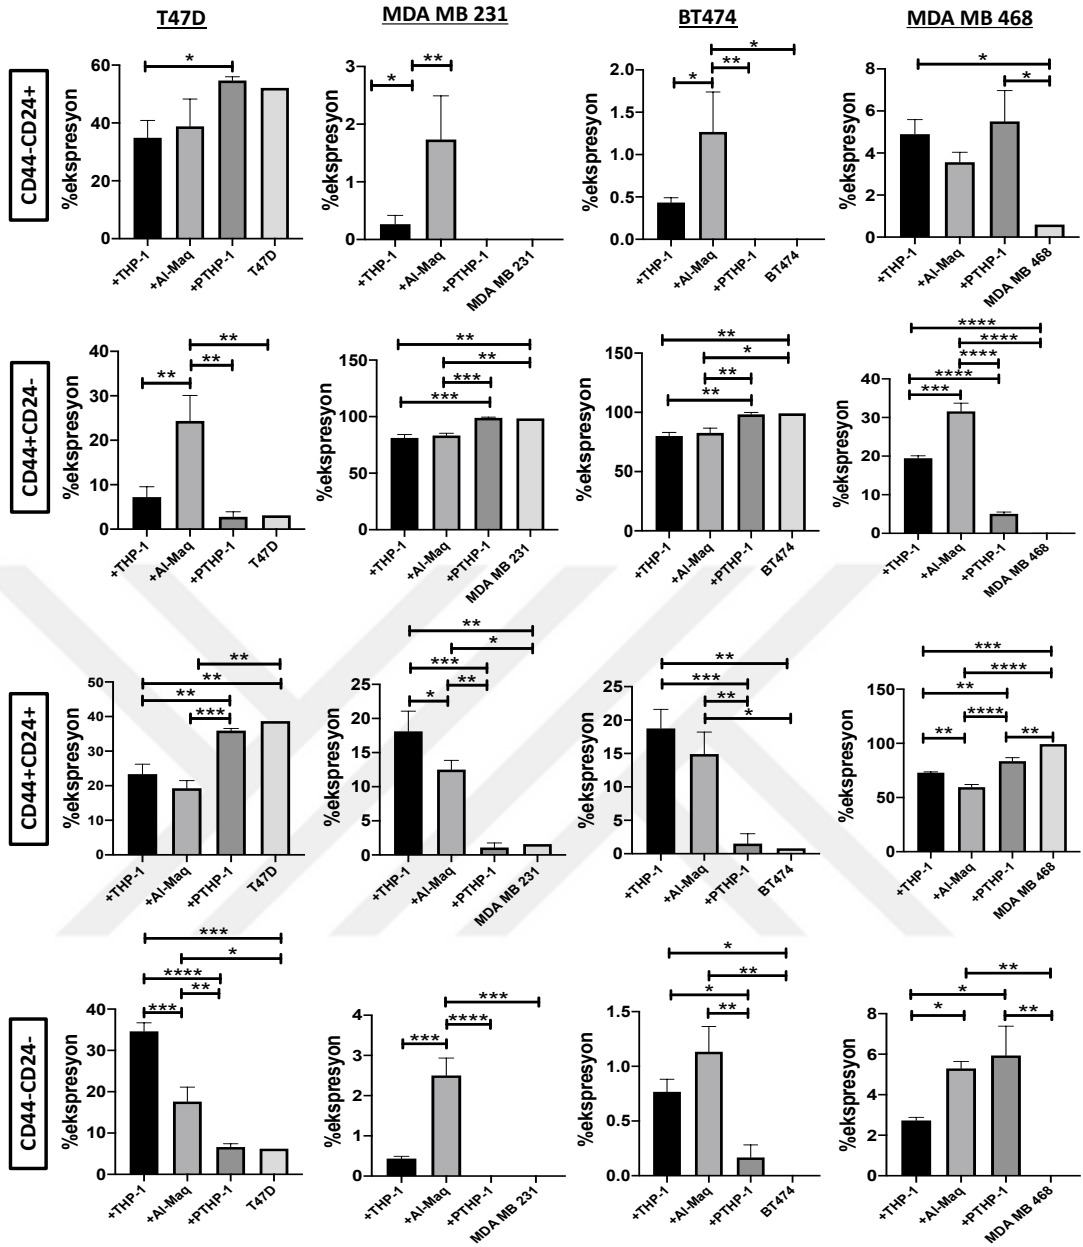 T47D
MDA MB 231
BT474
MDA MB 468
CD44-CD24+
%ekspresyon
60
40
20
0
*
+THP-1
+Al-Maq
+PTHP-1
T47D
%ekspresyon
3
2
1
0
*
**
+THP-1
+Al-Maq
+PTHP-1
MDA MB 231
%ekspresyon
2.0
1.5
1.0
0.5
0.0
*
**
*
+THP-1
+Al-Maq
+PTHP-1
BT474
%ekspresyon
8
6
4
2
0
*
*
+THP-1
+Al-Maq
+PTHP-1
MDA MB 468
CD44+CD24-
%ekspresyon
40
30
20
10
0
**
**
**
+THP-1
+Al-Maq
+PTHP-1
T47D
%ekspresyon
150
100
50
0
**
**
***
***
+THP-1
+Al-Maq
+PTHP-1
MDA MB 231
%ekspresyon
150
100
50
0
**
*
**
**
+THP-1
+Al-Maq
+PTHP-1
BT474
%ekspresyon
40
30
20
10
0
****
****
****
****
***
+THP-1
+Al-Maq
+PTHP-1
MDA MB 468
CD44+CD24+
%ekspresyon
50
40
30
20
10
0
**
**
**
***
+THP-1
+Al-Maq
+PTHP-1
T47D
%ekspresyon
25
20
15
10
5
0
**
*
***
**
*
+THP-1
+Al-Maq
+PTHP-1
MDA MB 231
%ekspresyon
25
20
15
10
5
0
**
***
**
*
+THP-1
+Al-Maq
+PTHP-1
BT474
%ekspresyon
150
100
50
0
***
****
**
****
**
**
+THP-1
+Al-Maq
+PTHP-1
MDA MB 468
CD44-CD24-
%ekspresyon
40
30
20
10
0
***
*
****
**
***
+THP-1
+Al-Maq
+PTHP-1
T47D
%ekspresyon
4
3
2
1
0
***
****
***
+THP-1
+Al-Maq
+PTHP-1
MDA MB 231
%ekspresyon
1.5
1.0
0.5
0.0
*
**
*
**
+THP-1
+Al-Maq
+PTHP-1
BT474
%ekspresyon
8
6
4
2
0
**
*
*
**
+THP-1
+Al-Maq
+PTHP-1
MDA MB 468